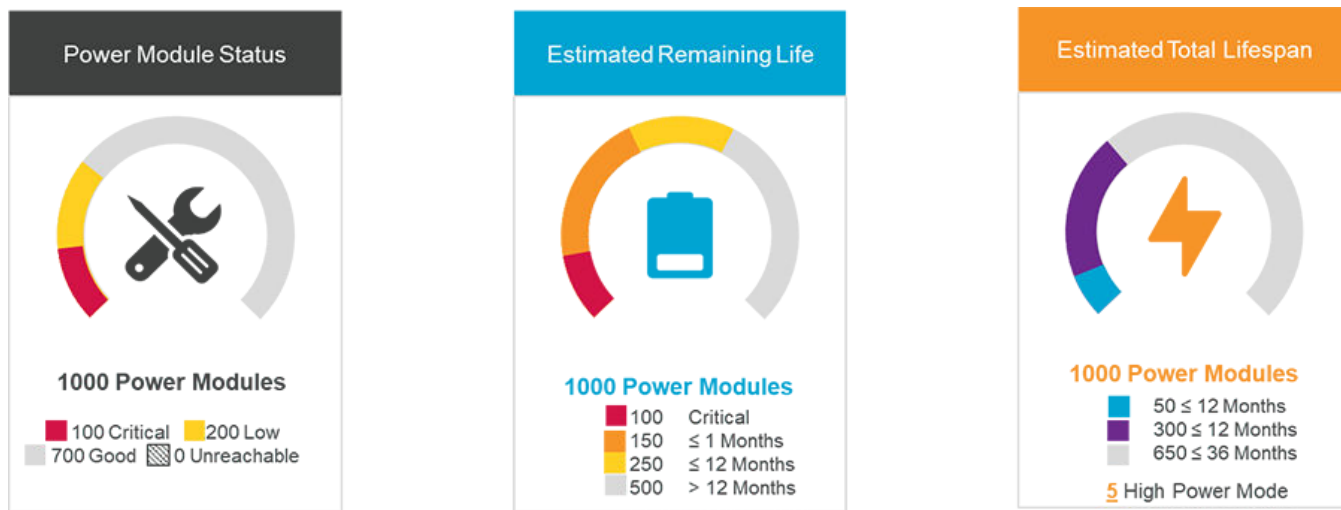 Power Module Status
1000 Power Modules
100 Critical 200 Low
700 Good 0 Unreachable
Estimated Remaining Life
1000 Power Modules
100 Critical
150 ≤ 1 Months
250 ≤ 12 Months
500 > 12 Months
Estimated Total Lifespan
1000 Power Modules
50 ≤ 12 Months
300 ≤ 12 Months
650 ≤ 36 Months
5 High Power Mode